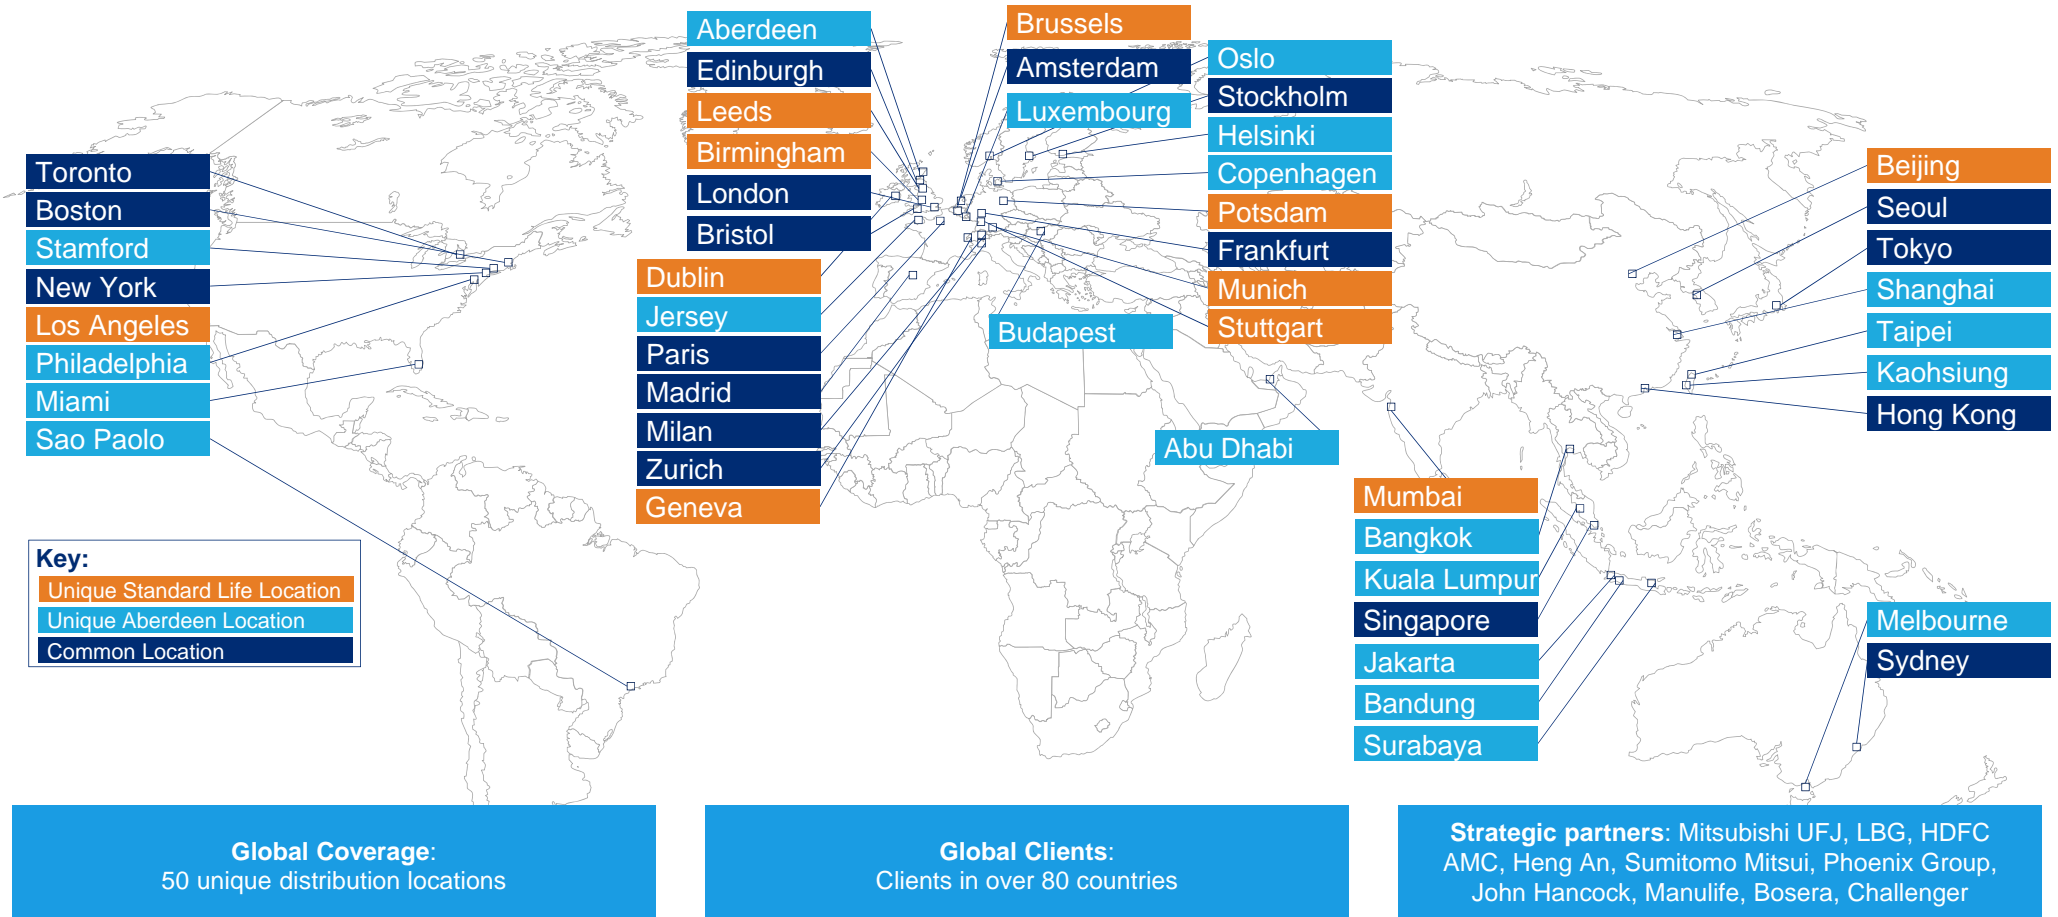 Toronto
Boston
Stamford
New York
Los Angeles
Philadelphia
Miami
Sao Paolo
Aberdeen
Edinburgh
Leeds
Birmingham
London
Bristol
Dublin
Jersey
Paris
Madrid
Milan
Zurich
Geneva
Brussels
Amsterdam
Luxembourg
Oslo
Stockholm
Helsinki
Copenhagen
Potsdam
Frankfurt
Munich
Stuttgart
Budapest
Abu Dhabi
Mumbai
Bangkok
Kuala Lumpur
Singapore
Jakarta
Bandung
Surabaya
Beijing
Seoul
Tokyo
Shanghai
Taipei
Kaohsiung
Hong Kong
Melbourne
Sydney
Key:
Unique Standard Life Location
Unique Aberdeen Location
Common Location
Global Coverage:
50 unique distribution locations
Global Clients:
Clients in over 80 countries
Strategic partners: Mitsubishi UFJ, LBG, HDFC
AMC, Heng An, Sumitomo Mitsui, Phoenix Group,
John Hancock, Manulife, Bosera, Challenger